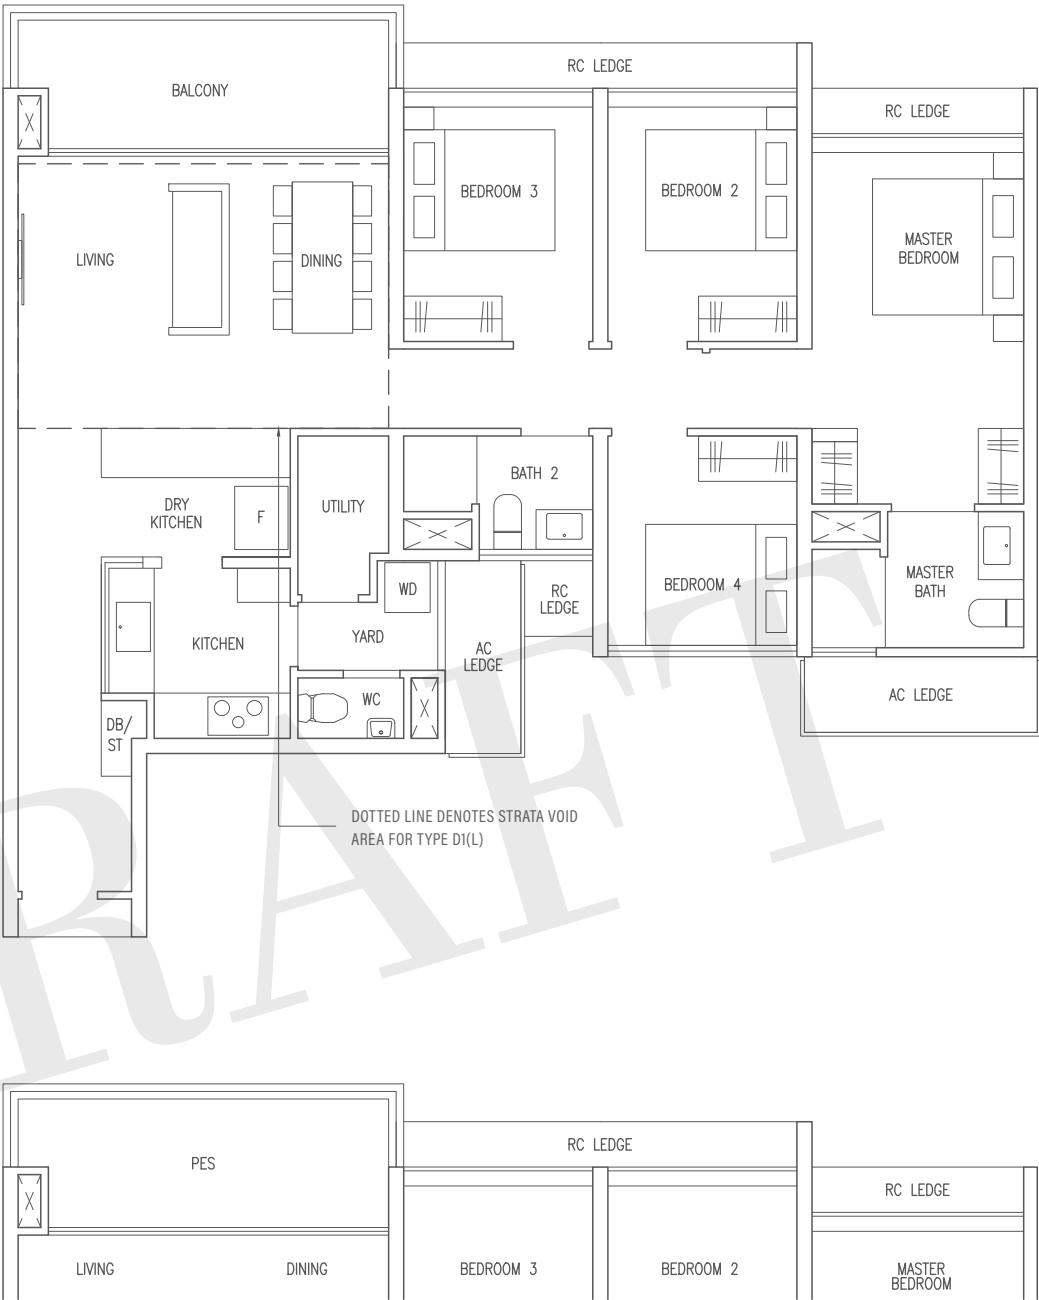 BALCONY
RC LEDGE
RC LEDGE
BEDROOM 3
BEDROOM 2
MASTER
BEDROOM
LIVING
DINING
DRY
KITCHEN
F
UTILITY
BATH 2
WD
RC
LEDGE
BEDROOM 4
MASTER
BATH
KITCHEN
YARD
AC
LEDGE
WC
AC LEDGE
DB/
ST
DOTTED LINE DENOTES STRATA VOID
AREA FOR TYPE D1(L)
RAFT
PES
RC LEDGE
RC LEDGE
LIVING
DINING
BEDROOM 3
BEDROOM 2
MASTER
BEDROOM